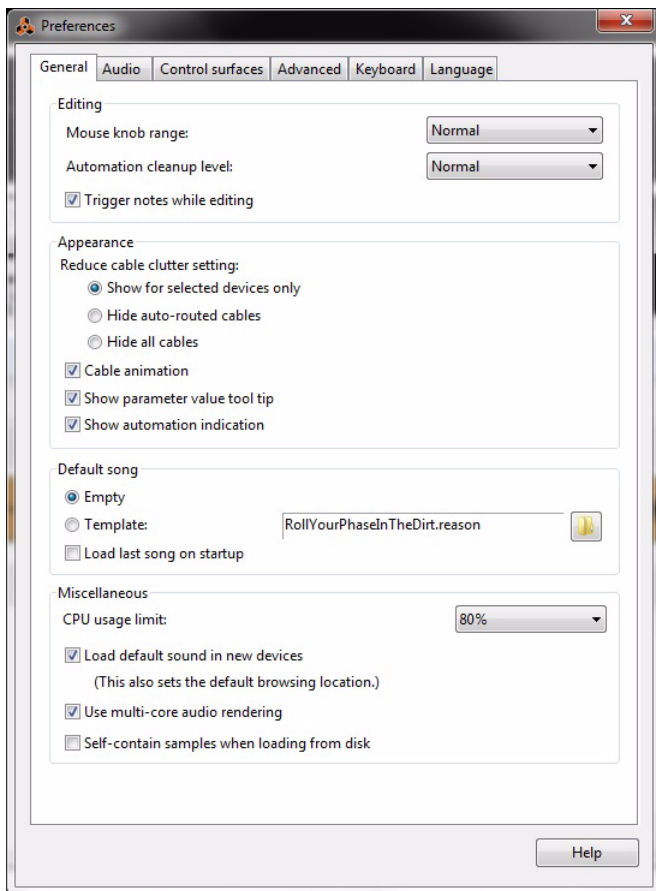 Preferences
General Audio Control surfaces Advanced Keyboard Language
Editing
Mouse knob range: Normal
Automation cleanup level: Normal
Trigger notes while editing
Appearance
Reduce cable clutter setting:
Show for selected devices only
Hide auto-routed cables
Hide all cables
Cable animation
Show parameter value tool tip
Show automation indication
Default song
Empty
Template: RollYourPhaseInTheDirt.reason
Load last song on startup
Miscellaneous
CPU usage limit: 80%
Load default sound in new devices
(This also sets the default browsing location.)
Use multi-core audio rendering
Self-contain samples when loading from disk
Help